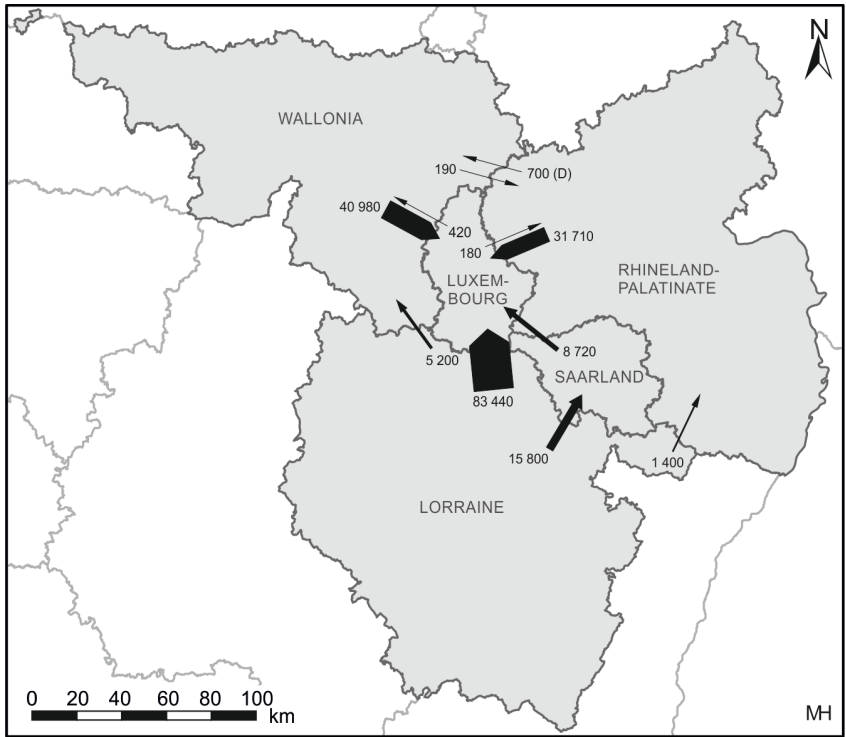 N
WALLONIA
190
700 (D)
40 980
420
180
31 710
LUXEM-
BOURG
RHINELAND-
PALATINATE
5 200
8 720
SAARLAND
83 440
15 800
1 400
LORRAINE
0 20 40 60 80 100
km
MH